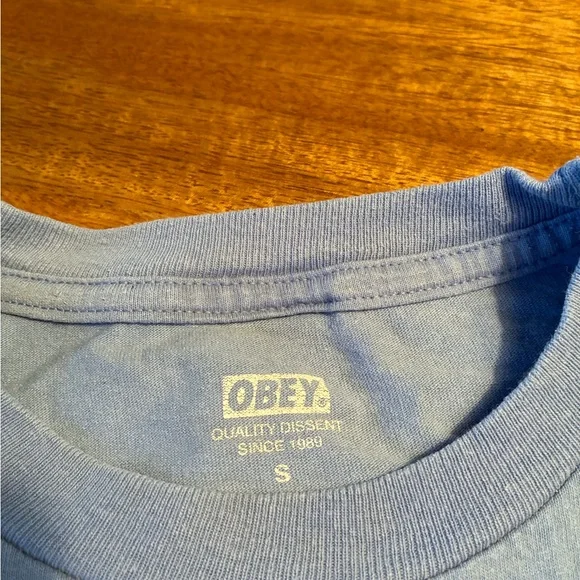 OBEY®
QUALITY DISSENT
SINCE 1989
S